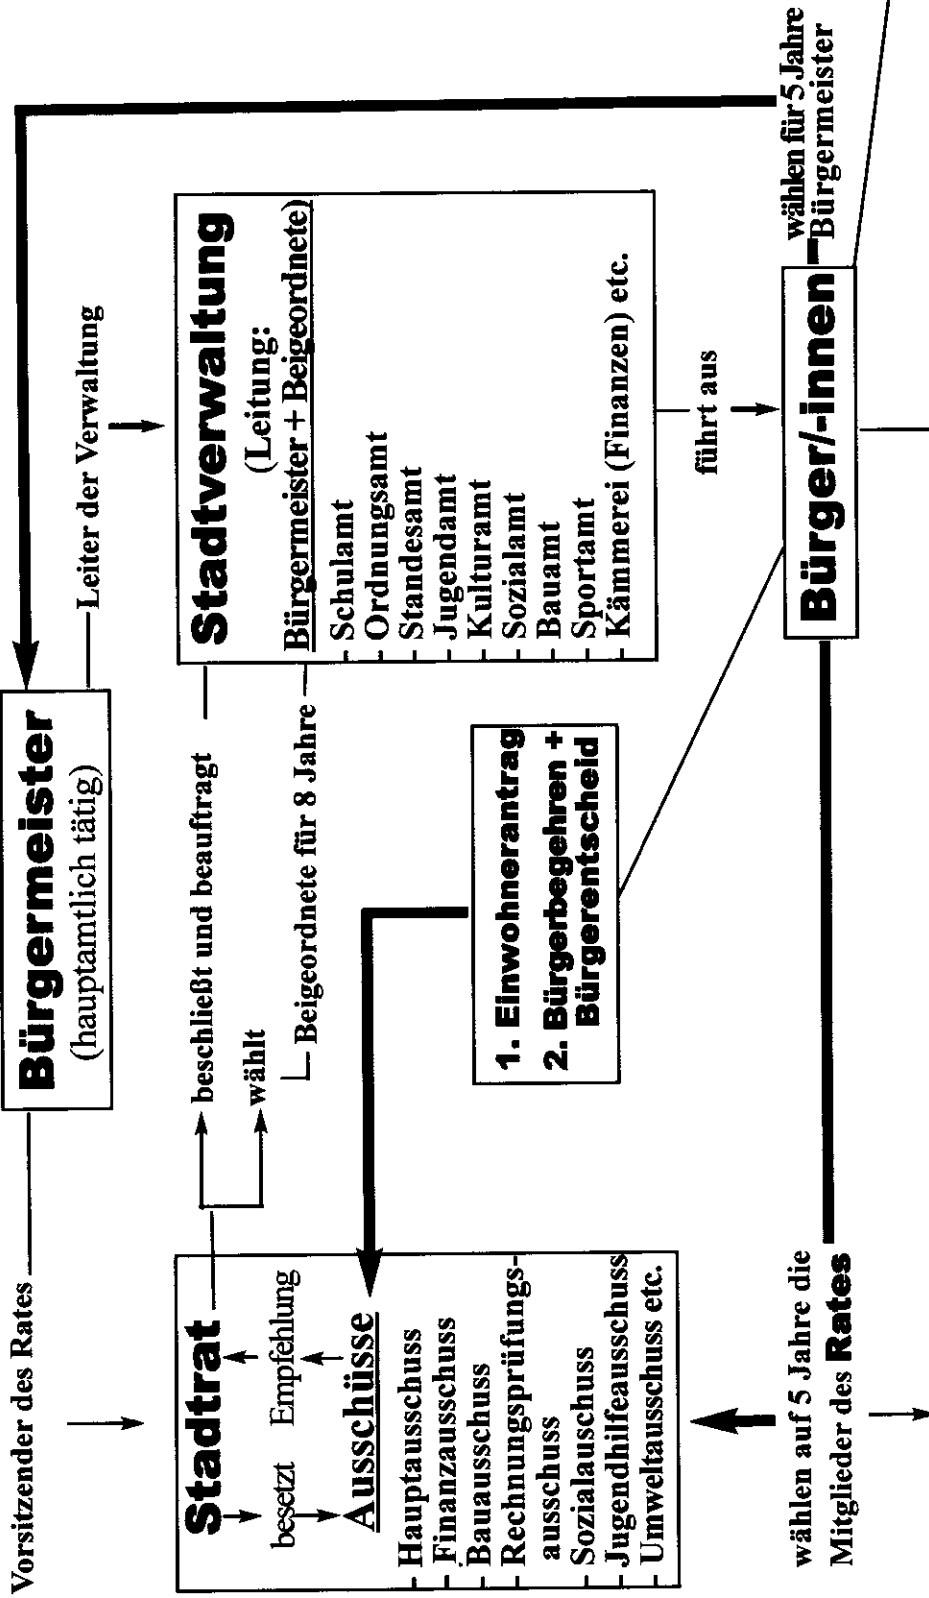 Bürgermeister
(hauptamtlich tätig)
Vorsitzender des Rates
Leiter der Verwaltung
Stadtrat
besetzt Empfehlung
Ausschüsse
Hauptausschuss
Finanzausschuss
Bauausschuss
Rechnungsprüfungs-
ausschuss
Sozialauschuss
Jugendhilfeausschuss
Umweltausschuss etc.
beschließt und beauftragt
wählt
Beigeordnete für 8 Jahre
Stadtverwaltung
(Leitung:
Bürgermeister + Beigeordnete)
Schulamt
Ordnungsamt
Standesamt
Jugendamt
Kulturamt
Sozialamt
Bauamt
Sportamt
Kämmerei (Finanzen) etc.
1. Einwohnerantrag
2. Bürgerbegehren +
Bürgerentscheid
führt aus
wählen auf 5 Jahre die
Mitglieder des Rates
Bürger/-innen
wählen für 5 Jahre
Bürgermeister